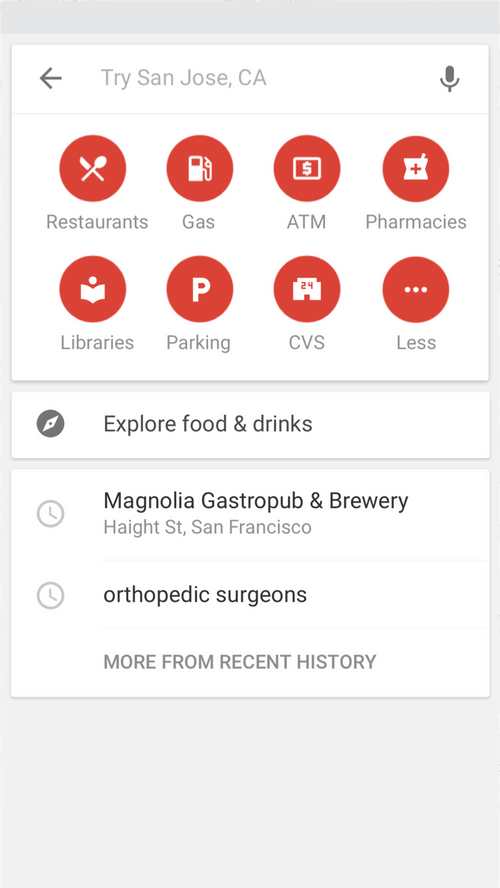 Try San Jose, CA
Restaurants Gas ATM Pharmacies
P
24
Libraries Parking CVS Less
Explore food & drinks
Magnolia Gastropub & Brewery
Haight St, San Francisco
orthopedic surgeons
MORE FROM RECENT HISTORY